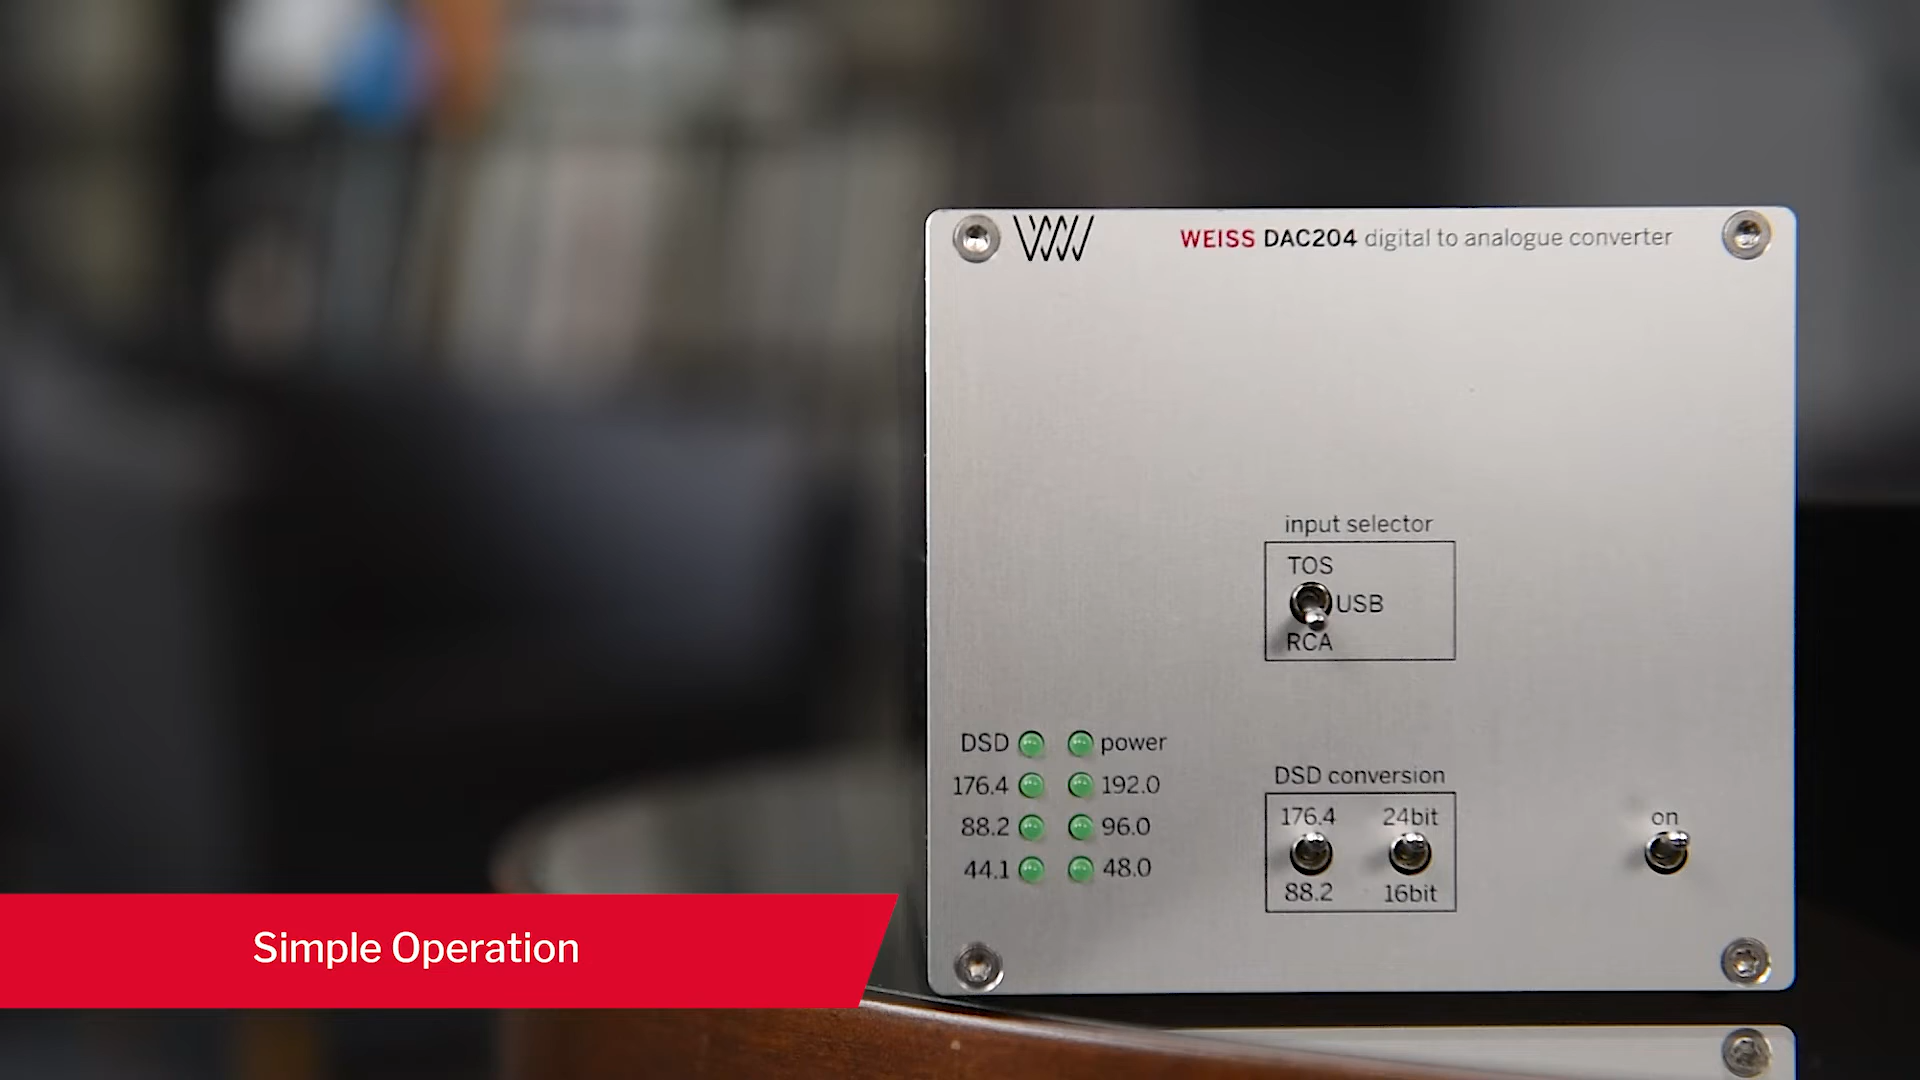 WEISS DAC204 digital to analogue converter
input selector
TOS
USB
RCA
DSD power
176.4 192.0
88.2 96.0
44.1 48.0
DSD conversion
176.4 24bit
88.2 16bit
on
Simple Operation